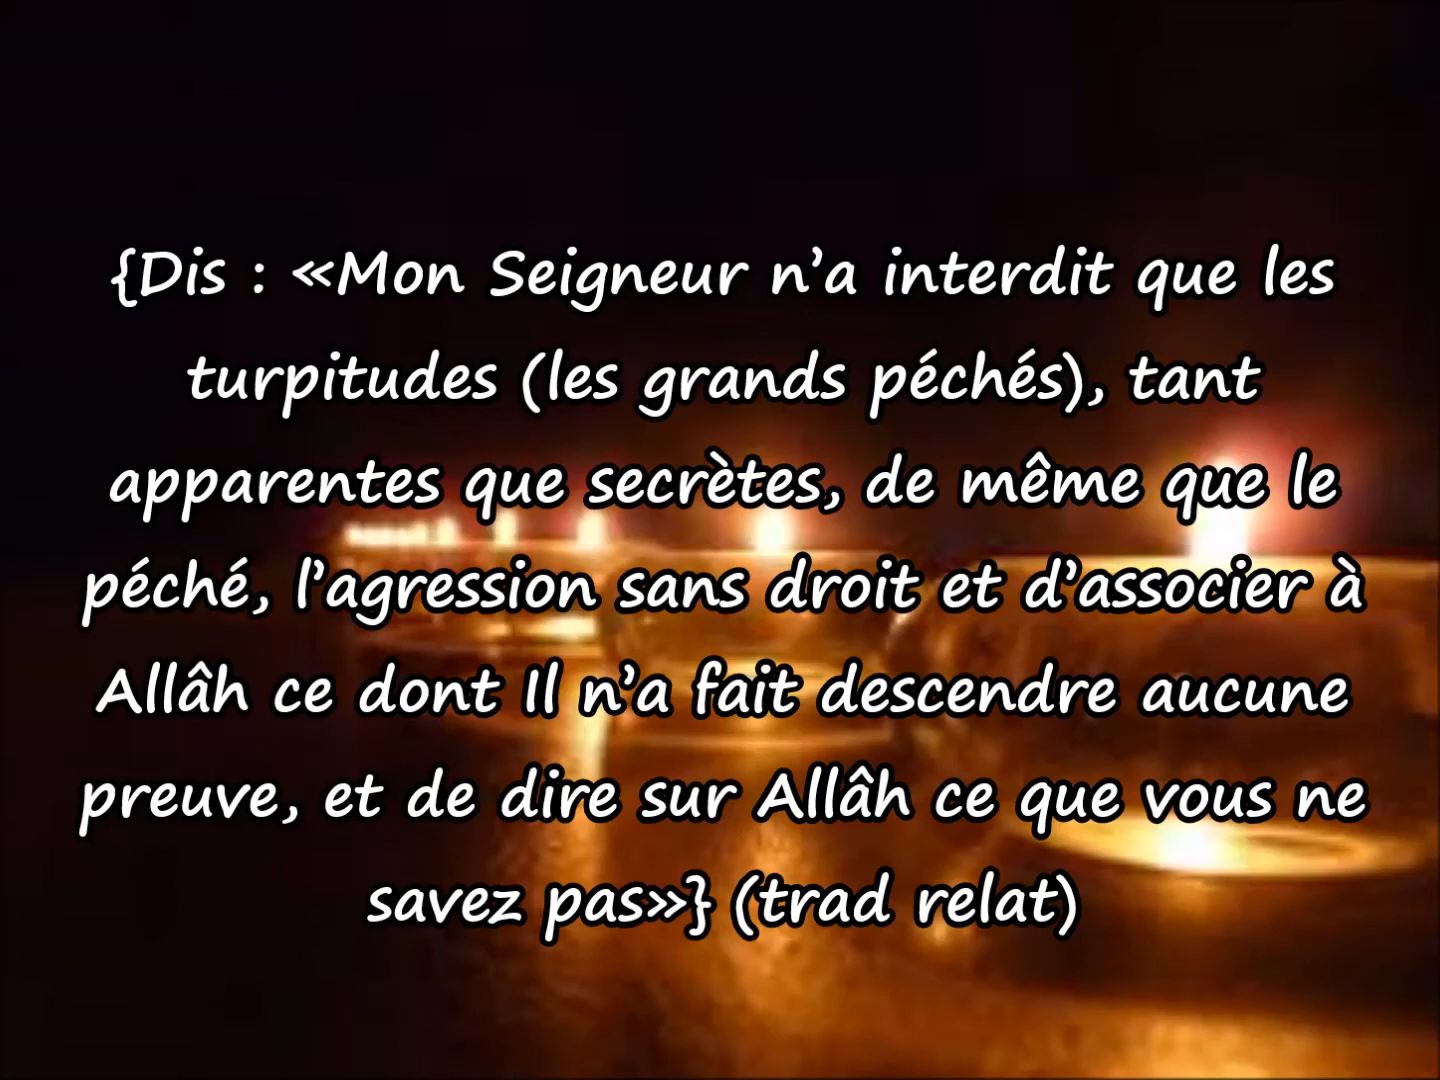 {Dis : «Mon Seigneur n’a interdit que les
turpitudes (les grands péchés), tant
apparentes que secrètes, de même que le
péché, l’agression sans droit et d’associer à
Allâh ce dont Il n’a fait descendre aucune
preuve, et de dire sur Allâh ce que vous ne
savez pas»} (trad relat)